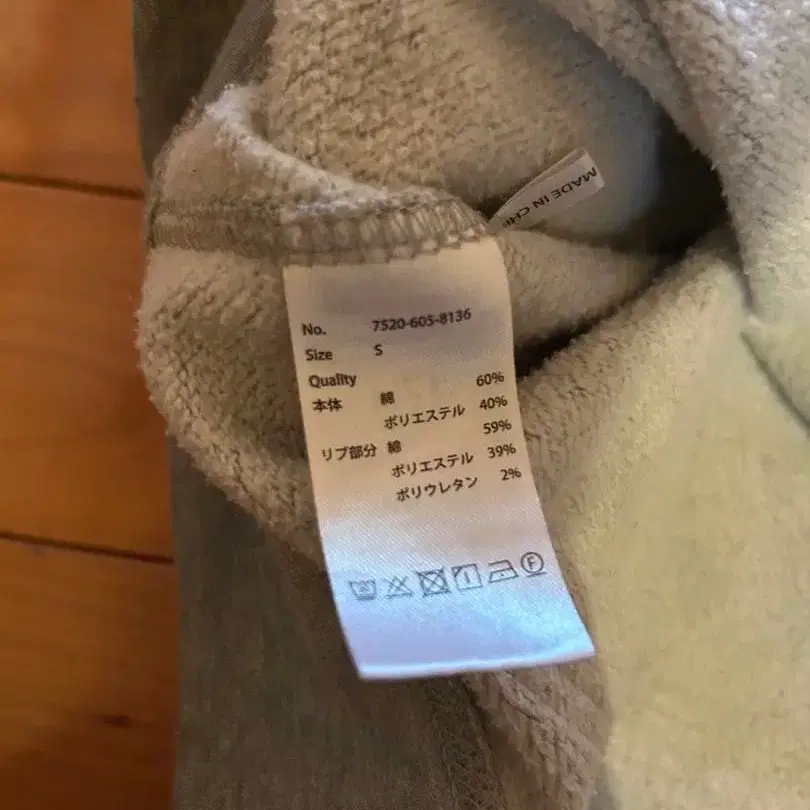 MADE IN CH
No. 7520-605-8136
Size S
Quality
本体 綿 60%
ポリエステル 40%
リブ部分 綿 59%
ポリエステル 39%
ポリウレタン 2%
F